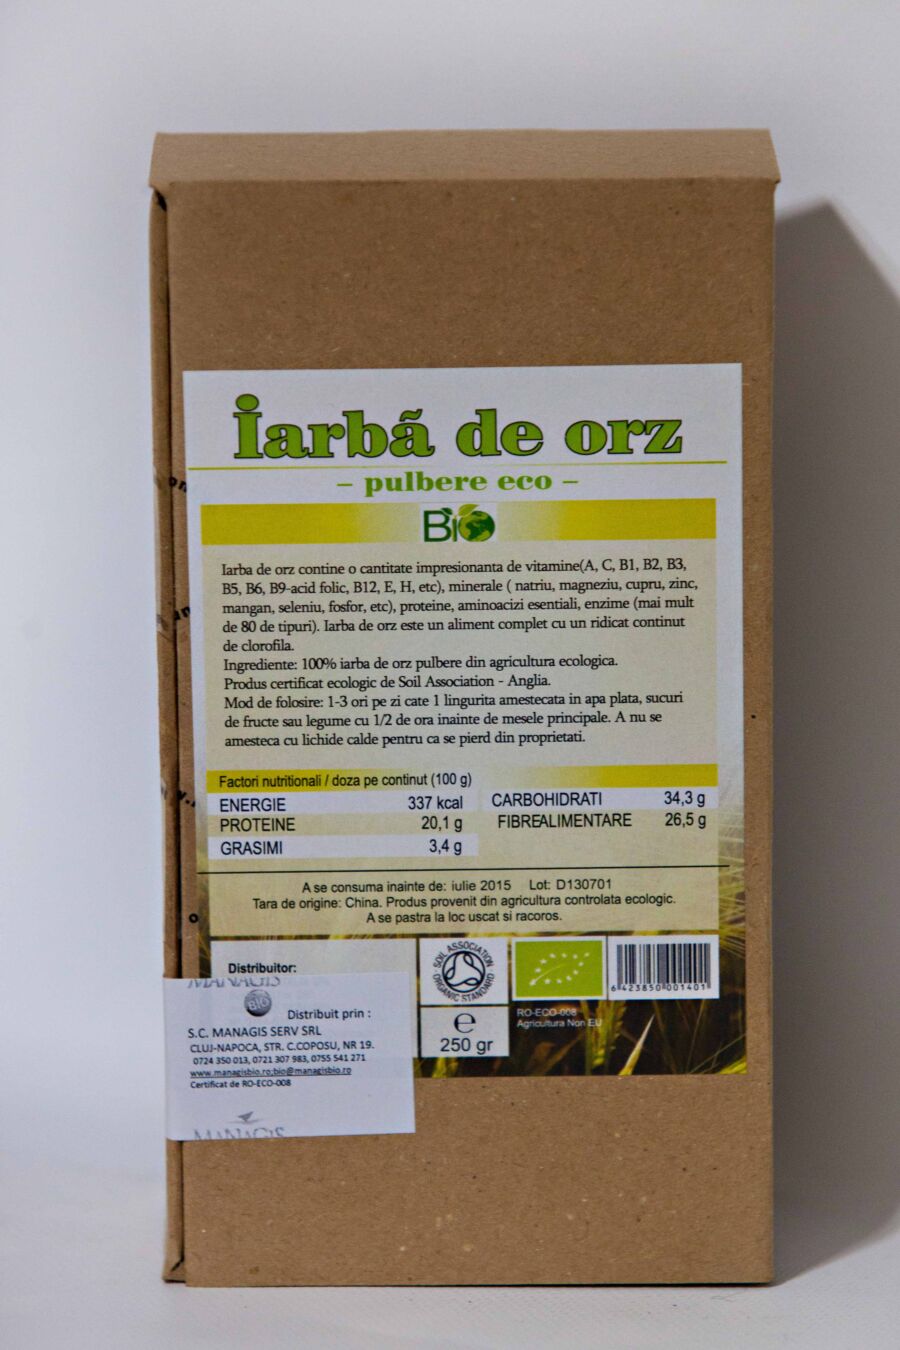 Iarbã de orz
– pulbere eco –
BiO
Iarba de orz contine o cantitate impresionanta de vitamine(A, C, B1, B2, B3,
B5, B6, B9-acid folic, B12, E, H, etc), minerale ( natriu, magneziu, cupru, zinc,
mangan, seleniu, fosfor, etc), proteine, aminoacizi esentiali, enzime (mai mult
de 80 de tipuri). Iarba de orz este un aliment complet cu un ridicat continut
de clorofila.
Ingrediente: 100% iarba de orz pulbere din agricultura ecologica.
Produs certificat ecologic de Soil Association - Anglia.
Mod de folosire: 1-3 ori pe zi cate 1 lingurita amestecata in apa plata, sucuri
de fructe sau legume cu 1/2 de ora inainte de mesele principale. A nu se
amesteca cu lichide calde pentru ca se pierd din proprietati.
Factori nutritionali / doza pe continut (100 g)
ENERGIE 337 kcal CARBOHIDRATI 34,3 g
PROTEINE 20,1 g FIBREALIMENTARE 26,5 g
GRASIMI 3,4 g
A se consuma inainte de: iulie 2015 Lot: D130701
Tara de origine: China. Produs provenit din agricultura controlata ecologic.
A se pastra la loc uscat si racoros.
Distribuitor:
SOIL ASSOCIATION
ORGANIC STANDARD
6 423850 001401
RO-ECO-008
Agricultura Non EU
e
250 gr
MANAGIS
BIO
Distribuit prin :
S.C. MANAGIS SERV SRL
CLUJ-NAPOCA, STR. C.COPOSU, NR 19.
0724 350 013, 0721 307 983, 0755 541 271
www.managisbio.ro;bio@managisbio.ro
Certificat de RO-ECO-008
MANAGIS